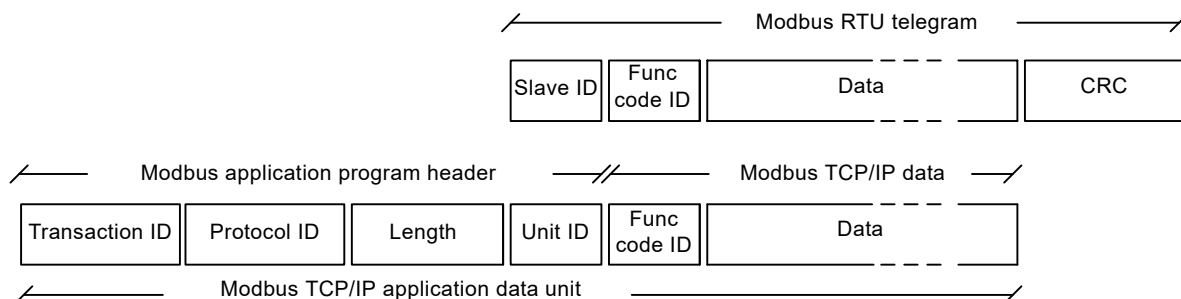 Modbus RTU telegram
Slave ID
Func
code ID
Data
CRC
Modbus application program header
Modbus TCP/IP data
Transaction ID
Protocol ID
Length
Unit ID
Func
code ID
Data
Modbus TCP/IP application data unit